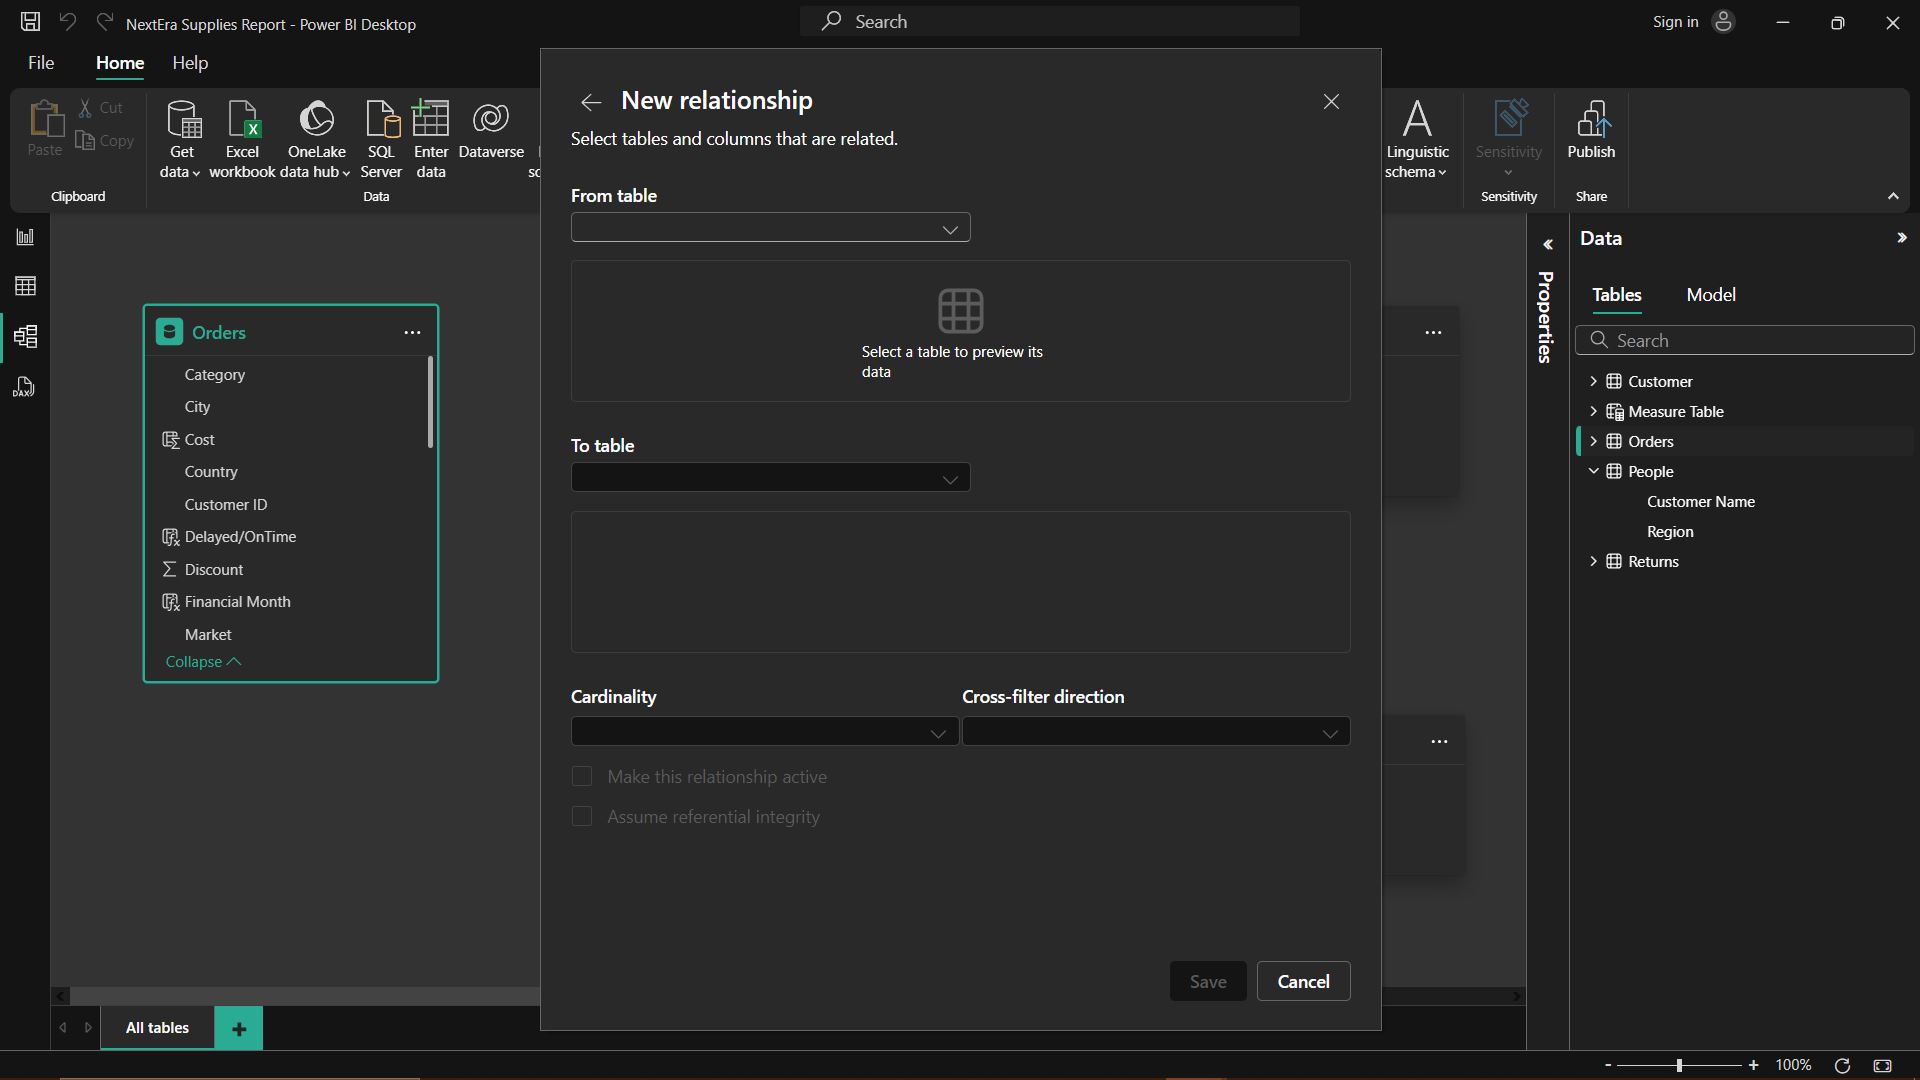 NextEra Supplies Report - Power BI Desktop
Search
Sign in
File
Home
Help
Paste
Cut
Copy
Clipboard
Get data
Excel workbook
OneLake data hub
SQL Server
Enter data
Dataverse
Data
Linguistic schema
Sensitivity
Sensitivity
Publish
Share
Orders
Category
City
Cost
Country
Customer ID
Delayed/OnTime
Discount
Financial Month
Market
Collapse
New relationship
Select tables and columns that are related.
From table
Select a table to preview its
data
To table
Cardinality
Cross-filter direction
Make this relationship active
Assume referential integrity
Save
Cancel
Properties
Data
Tables
Model
Search
Customer
Measure Table
Orders
People
Customer Name
Region
Returns
DAX
All tables
+
- + 100%